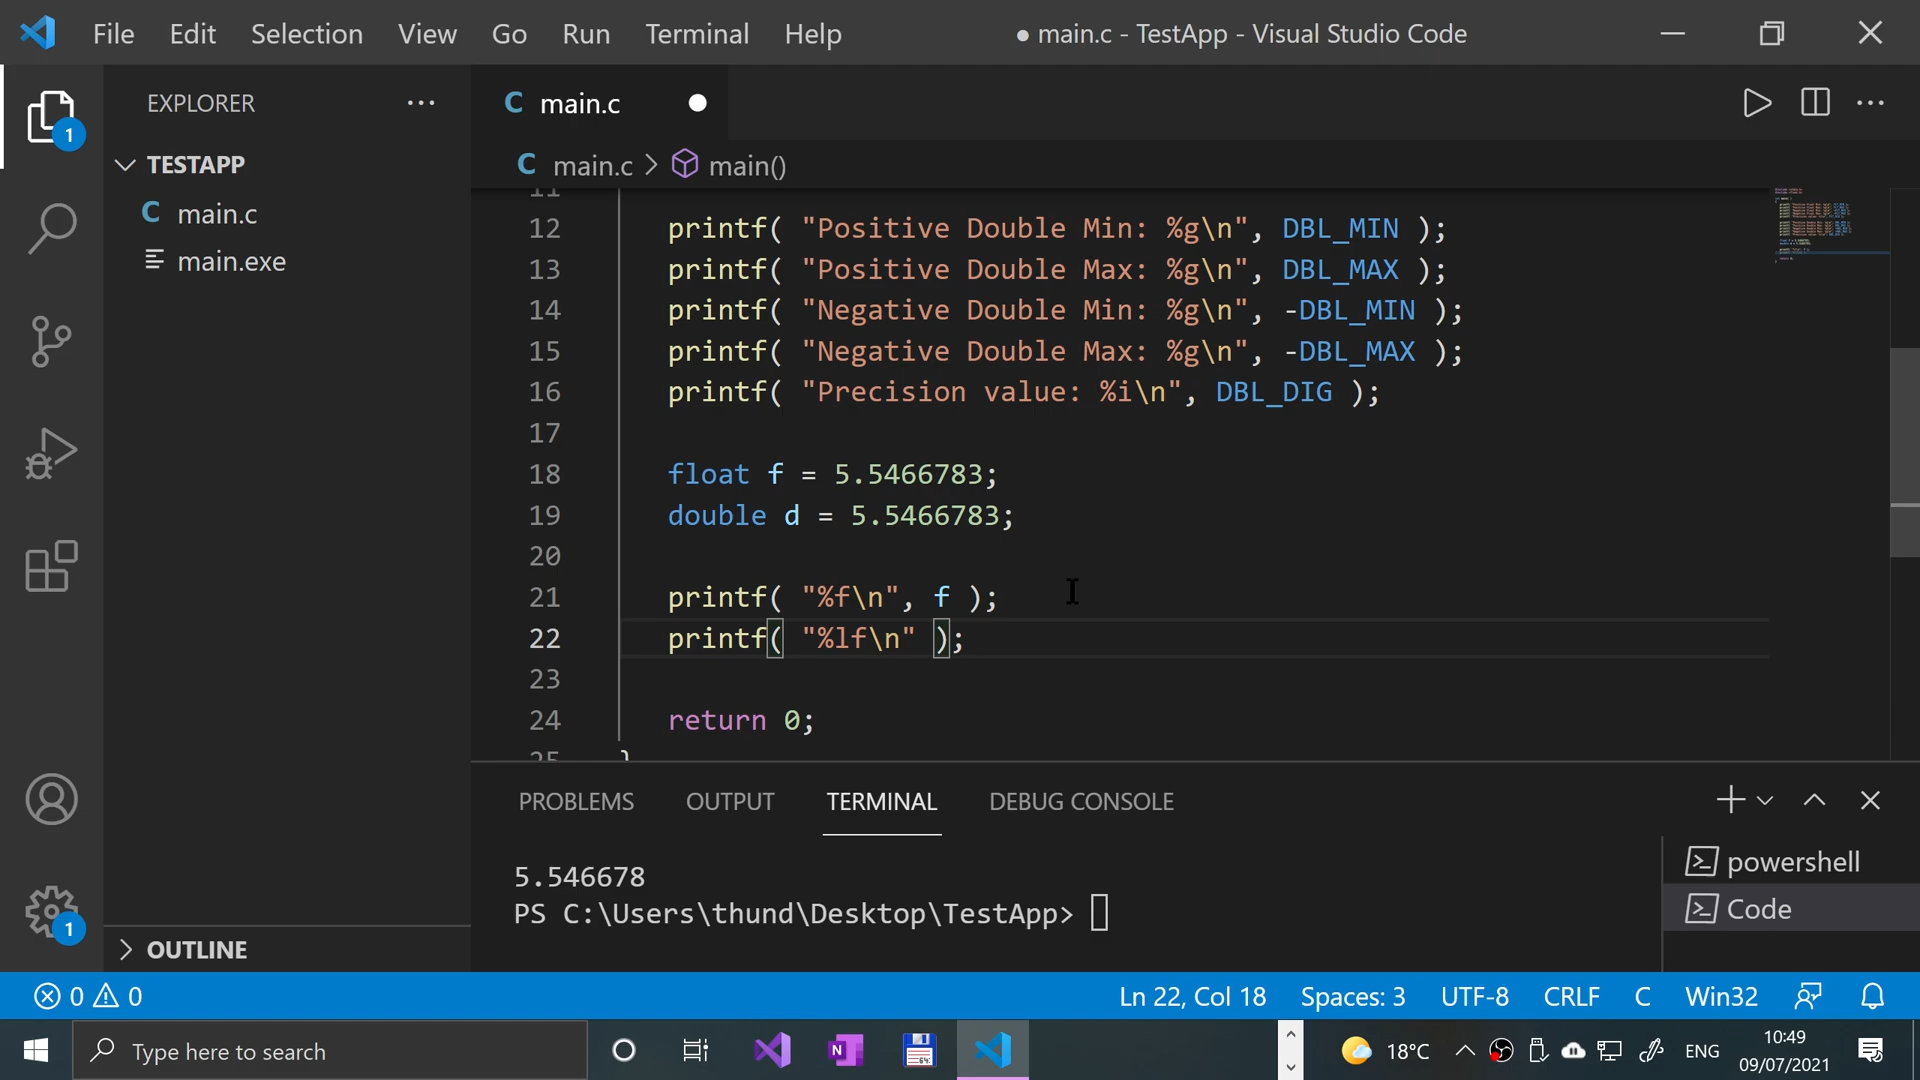 File Edit Selection View Go Run Terminal Help ● main.c - TestApp - Visual Studio Code
EXPLORER ···
C main.c ●
TESTAPP
C main.c > main()
C main.c
main.exe
1
11
12 printf( "Positive Double Min: %g\n", DBL_MIN );
13 printf( "Positive Double Max: %g\n", DBL_MAX );
14 printf( "Negative Double Min: %g\n", -DBL_MIN );
15 printf( "Negative Double Max: %g\n", -DBL_MAX );
16 printf( "Precision value: %i\n", DBL_DIG );
17
18 float f = 5.5466783;
19 double d = 5.5466783;
20
21 printf( "%f\n", f );
22 printf( "%lf\n" );
23
24 return 0;
25 }
PROBLEMS OUTPUT TERMINAL DEBUG CONSOLE
5.546678
PS C:\Users\thund\Desktop\TestApp>
powershell
Code
1
OUTLINE
0 0 Ln 22, Col 18 Spaces: 3 UTF-8 CRLF C Win32
Type here to search
N
64
18°C
ENG
10:49
09/07/2021